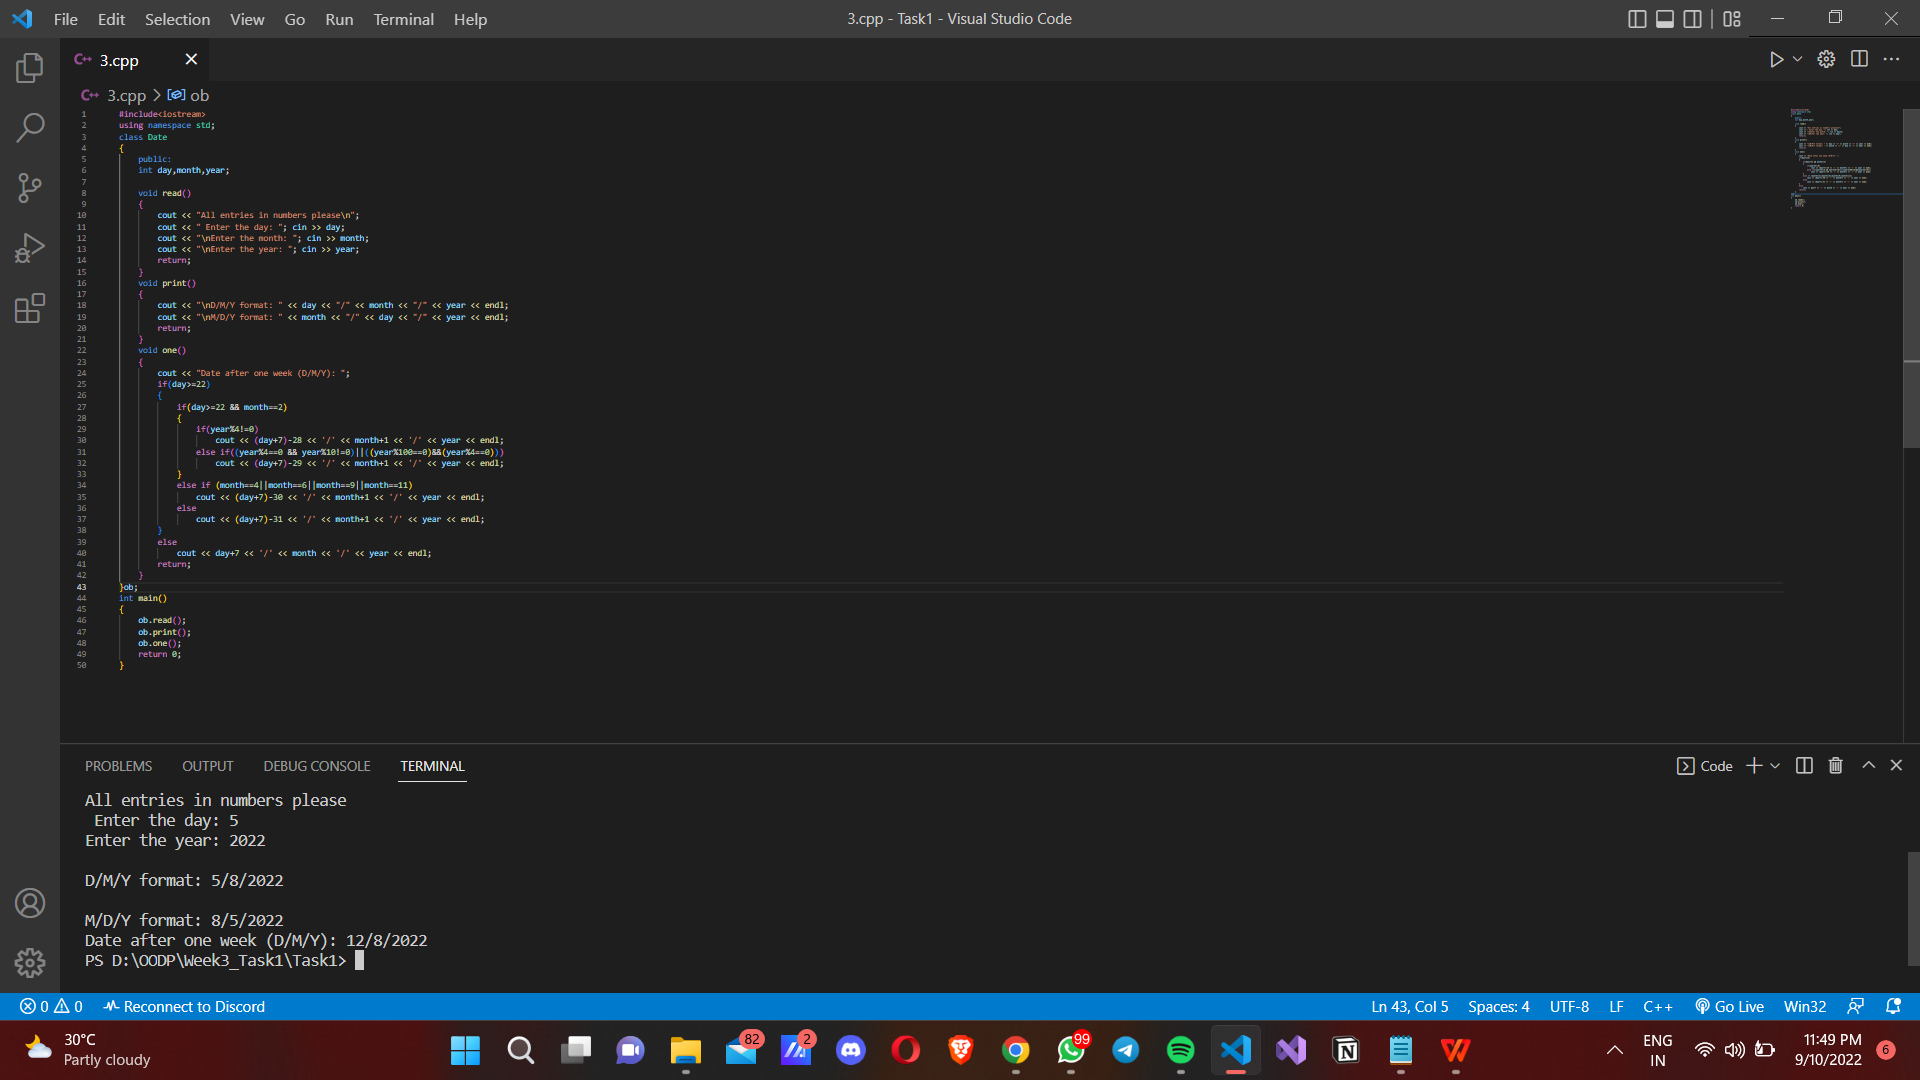 File Edit Selection View Go Run Terminal Help
3.cpp - Task1 - Visual Studio Code
C++ 3.cpp
C++ 3.cpp > ob
1 #include<iostream>
2 using namespace std;
3 class Date
4 {
5 public:
6 int day,month,year;
7
8 void read()
9 {
10 cout << "All entries in numbers please\n";
11 cout << " Enter the day: "; cin >> day;
12 cout << "\nEnter the month: "; cin >> month;
13 cout << "\nEnter the year: "; cin >> year;
14 return;
15 }
16 void print()
17 {
18 cout << "\nD/M/Y format: " << day << "/" << month << "/" << year << endl;
19 cout << "\nM/D/Y format: " << month << "/" << day << "/" << year << endl;
20 return;
21 }
22 void one()
23 {
24 cout << "Date after one week (D/M/Y): ";
25 if(day>=22)
26 {
27 if(day>=22 && month==2)
28 {
29 if(year%4!=0)
30 cout << (day+7)-28 << '/' << month+1 << '/' << year << endl;
31 else if((year%4==0 && year%10!=0)||((year%100==0)&&(year%4==0)))
32 cout << (day+7)-29 << '/' << month+1 << '/' << year << endl;
33 }
34 else if (month==4||month==6||month==9||month==11)
35 cout << (day+7)-30 << '/' << month+1 << '/' << year << endl;
36 else
37 cout << (day+7)-31 << '/' << month+1 << '/' << year << endl;
38 }
39 else
40 cout << day+7 << '/' << month << '/' << year << endl;
41 return;
42 }
43 }ob;
44 int main()
45 {
46 ob.read();
47 ob.print();
48 ob.one();
49 return 0;
50 }
PROBLEMS OUTPUT DEBUG CONSOLE TERMINAL
Code
All entries in numbers please
Enter the day: 5
Enter the year: 2022
D/M/Y format: 5/8/2022
M/D/Y format: 8/5/2022
Date after one week (D/M/Y): 12/8/2022
PS D:\OODP\Week3_Task1\Task1>
0 0 Reconnect to Discord
Ln 43, Col 5 Spaces: 4 UTF-8 LF C++ Go Live Win32
30°C
Partly cloudy
82
2
99
ENG
IN
11:49 PM
9/10/2022
6